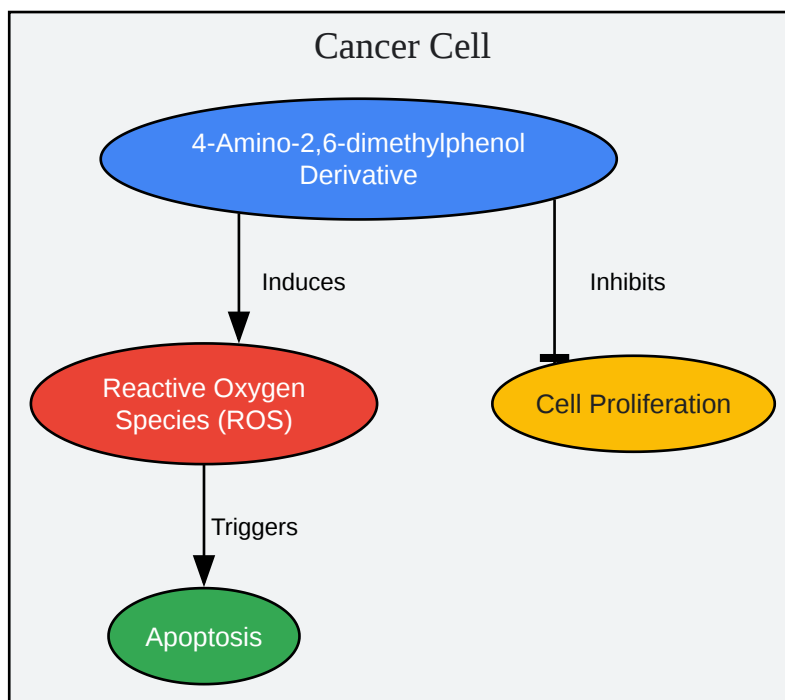 Cancer Cell
4-Amino-2,6-dimethylphenol
Derivative
Induces
Inhibits
Reactive Oxygen
Species (ROS)
Cell Proliferation
Triggers
Apoptosis